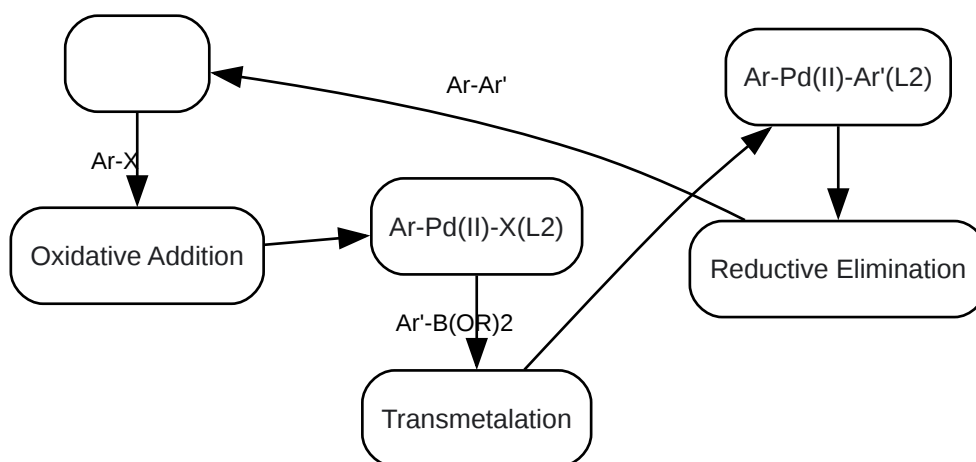 Ar-Pd(II)-Ar'(L2)
Ar-Ar'
Ar-X
Ar-Pd(II)-X(L2)
Oxidative Addition
Reductive Elimination
Ar'-B(OR)2
Transmetalation